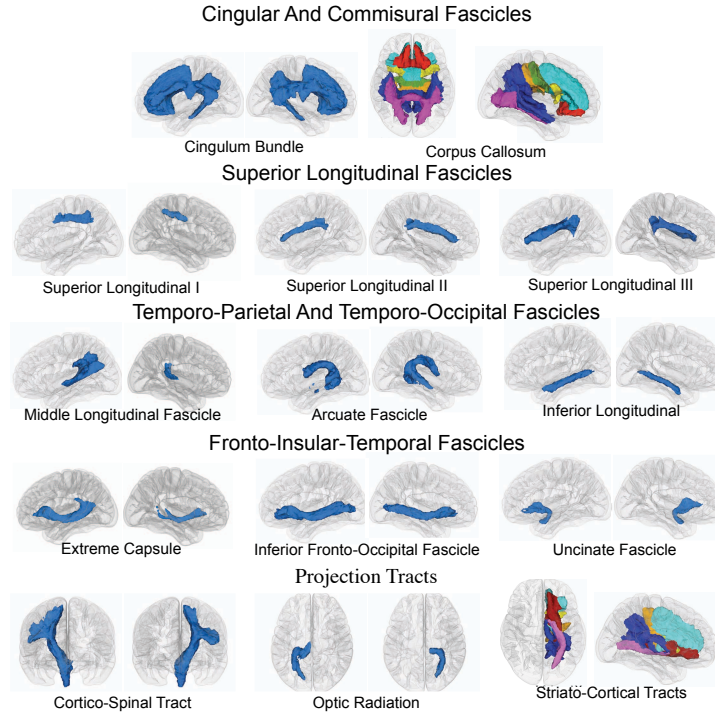 Cingular And Commisural Fascicles
Cingulum Bundle
Corpus Callosum
Superior Longitudinal Fascicles
Superior Longitudinal I
Superior Longitudinal II
Superior Longitudinal III
Temporo-Parietal And Temporo-Occipital Fascicles
Middle Longitudinal Fascicle
Arcuate Fascicle
Inferior Longitudinal
Fronto-Insular-Temporal Fascicles
Extreme Capsule
Inferior Fronto-Occipital Fascicle
Uncinate Fascicle
Projection Tracts
Cortico-Spinal Tract
Optic Radiation
Striato-Cortical Tracts